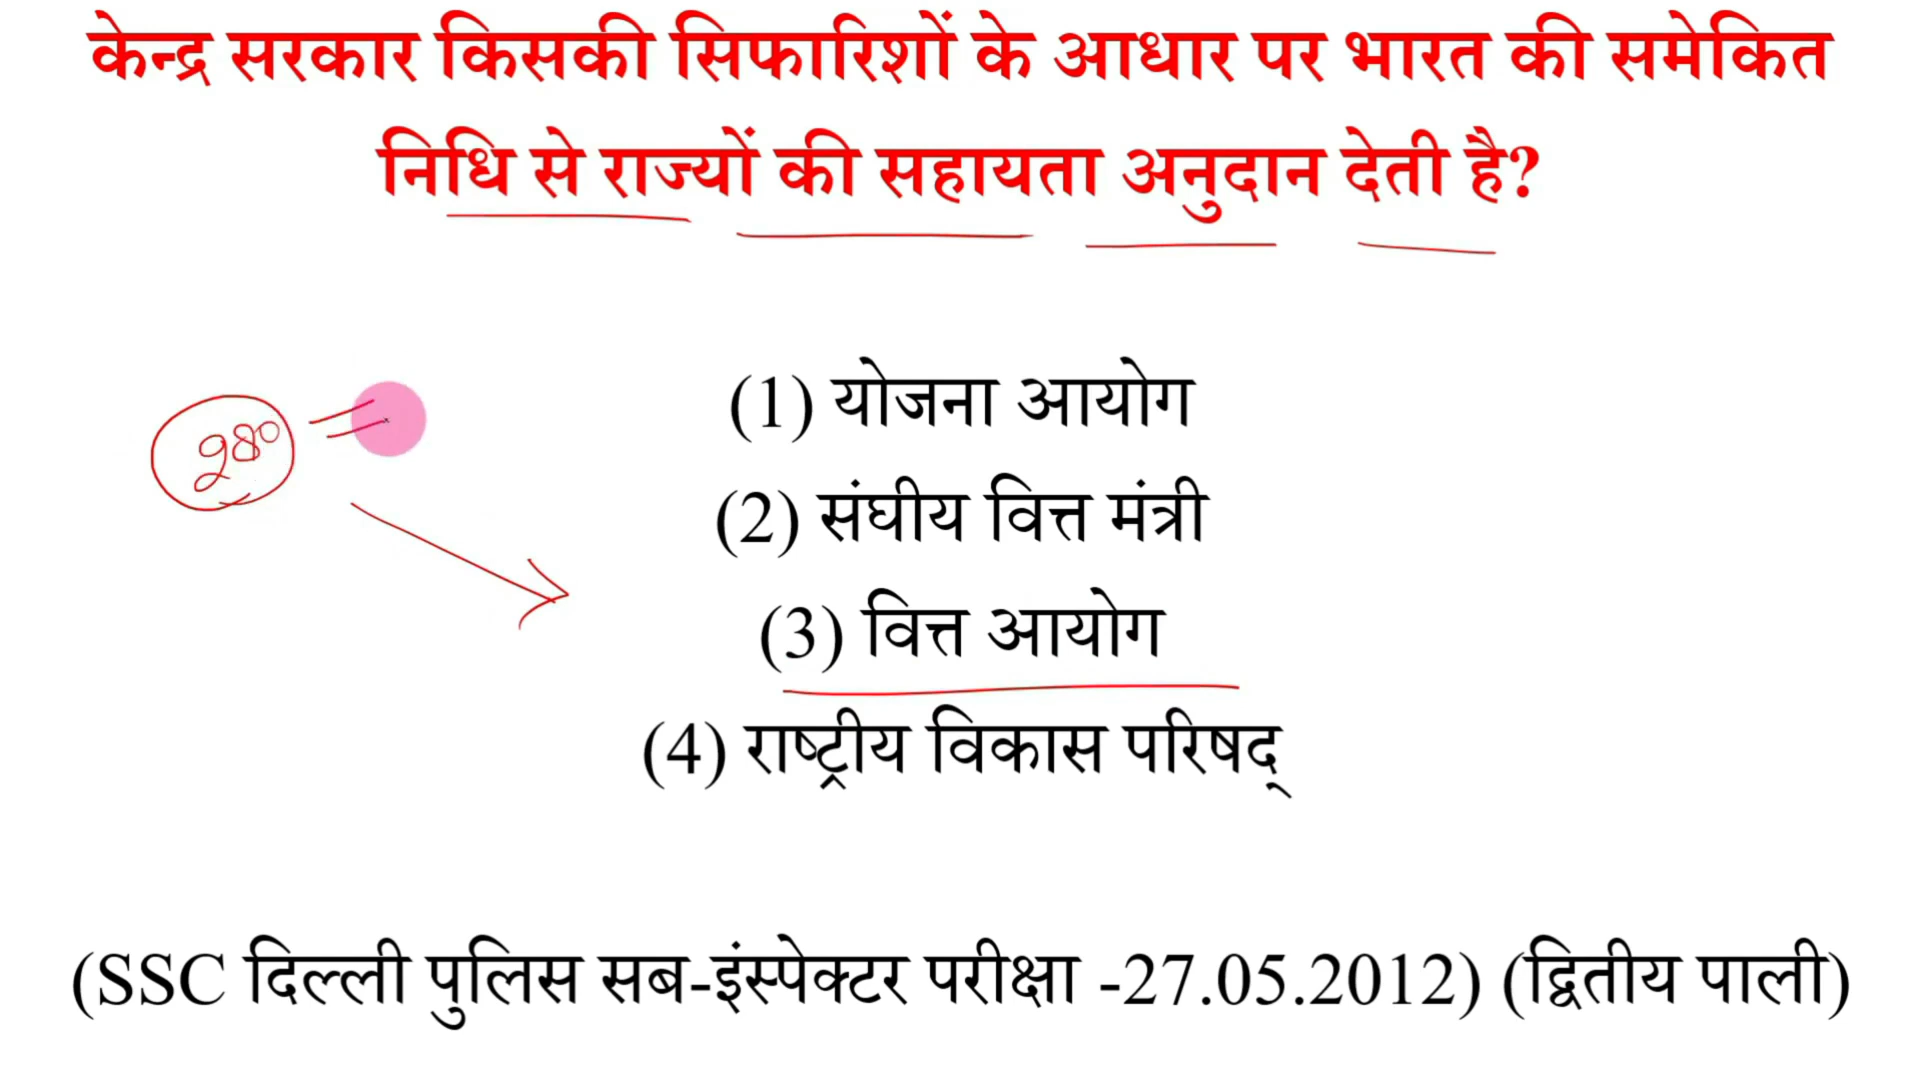 केन्द्र सरकार किसकी सिफारिशों के आधार पर भारत की समेकित
निधि से राज्यों की सहायता अनुदान देती है?
(1) योजना आयोग
(2) संघीय वित्त मंत्री
(3) वित्त आयोग
(4) राष्ट्रीय विकास परिषद्
(SSC दिल्ली पुलिस सब-इंस्पेक्टर परीक्षा -27.05.2012) (द्वितीय पाली)